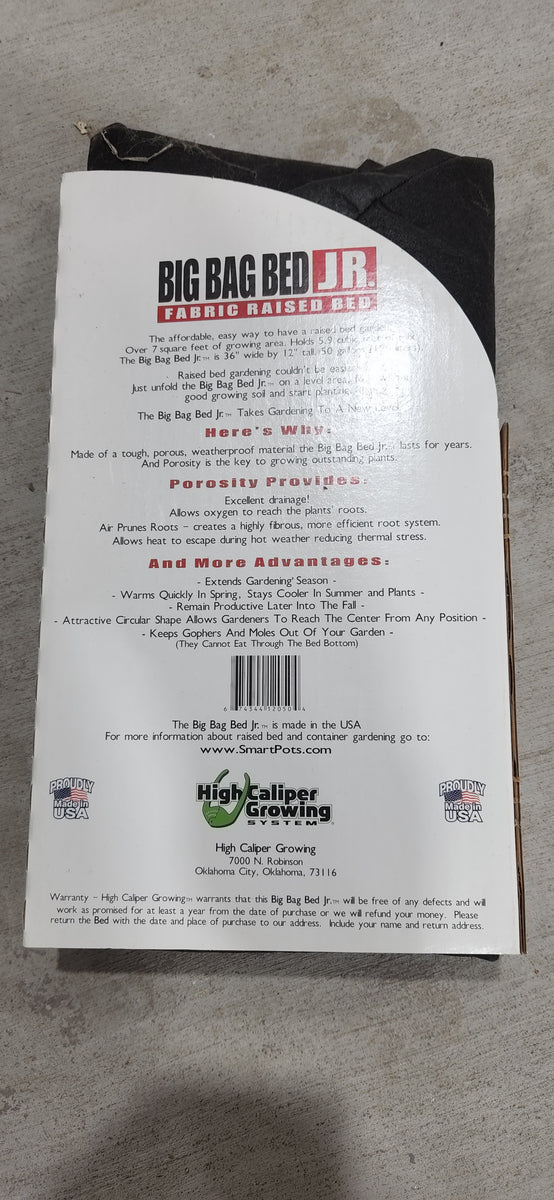 BIG BAG BED JR.
FABRIC RAISED BED
The affordable, easy way to have a raised bed
Over 7 square feet of growing area. Holds 5.9
The Big Bag Bed Jr.™ is 36" wide by 12" tall. 50
Raised bed gardening couldn't be easier
Just unfold the Big Bag Bed Jr.™ on a level area,
good growing soil and start planting
The Big Bag Bed Jr.™ Takes Gardening To A New Level
Here's Why:
Made of a tough, porous, weatherproof material the Big Bag Bed Jr.™ lasts for years.
And Porosity is the key to growing outstanding plants.
Porosity Provides:
Excellent drainage!
Allows oxygen to reach the plants' roots.
Air Prunes Roots – creates a highly fibrous, more efficient root system.
Allows heat to escape during hot weather reducing thermal stress.
And More Advantages:
- Extends Gardening Season -
- Warms Quickly In Spring, Stays Cooler In Summer and Plants -
- Remain Productive Later Into The Fall -
- Attractive Circular Shape Allows Gardeners To Reach The Center From Any Position -
- Keeps Gophers And Moles Out Of Your Garden -
(They Cannot Eat Through The Bed Bottom)
6 74344 12050 4
The Big Bag Bed Jr.™ is made in the USA
For more information about raised bed and container gardening go to:
www.SmartPots.com
PROUDLY Made in USA
High Caliper Growing SYSTEM
PROUDLY Made in USA
High Caliper Growing
7000 N. Robinson
Oklahoma City, Oklahoma, 73116
Warranty – High Caliper Growing™ warrants that this Big Bag Bed Jr.™ will be free of any defects and will
work as promised for at least a year from the date of purchase or we will refund your money. Please
return the Bed with the date and place of purchase to our address. Include your name and return address.